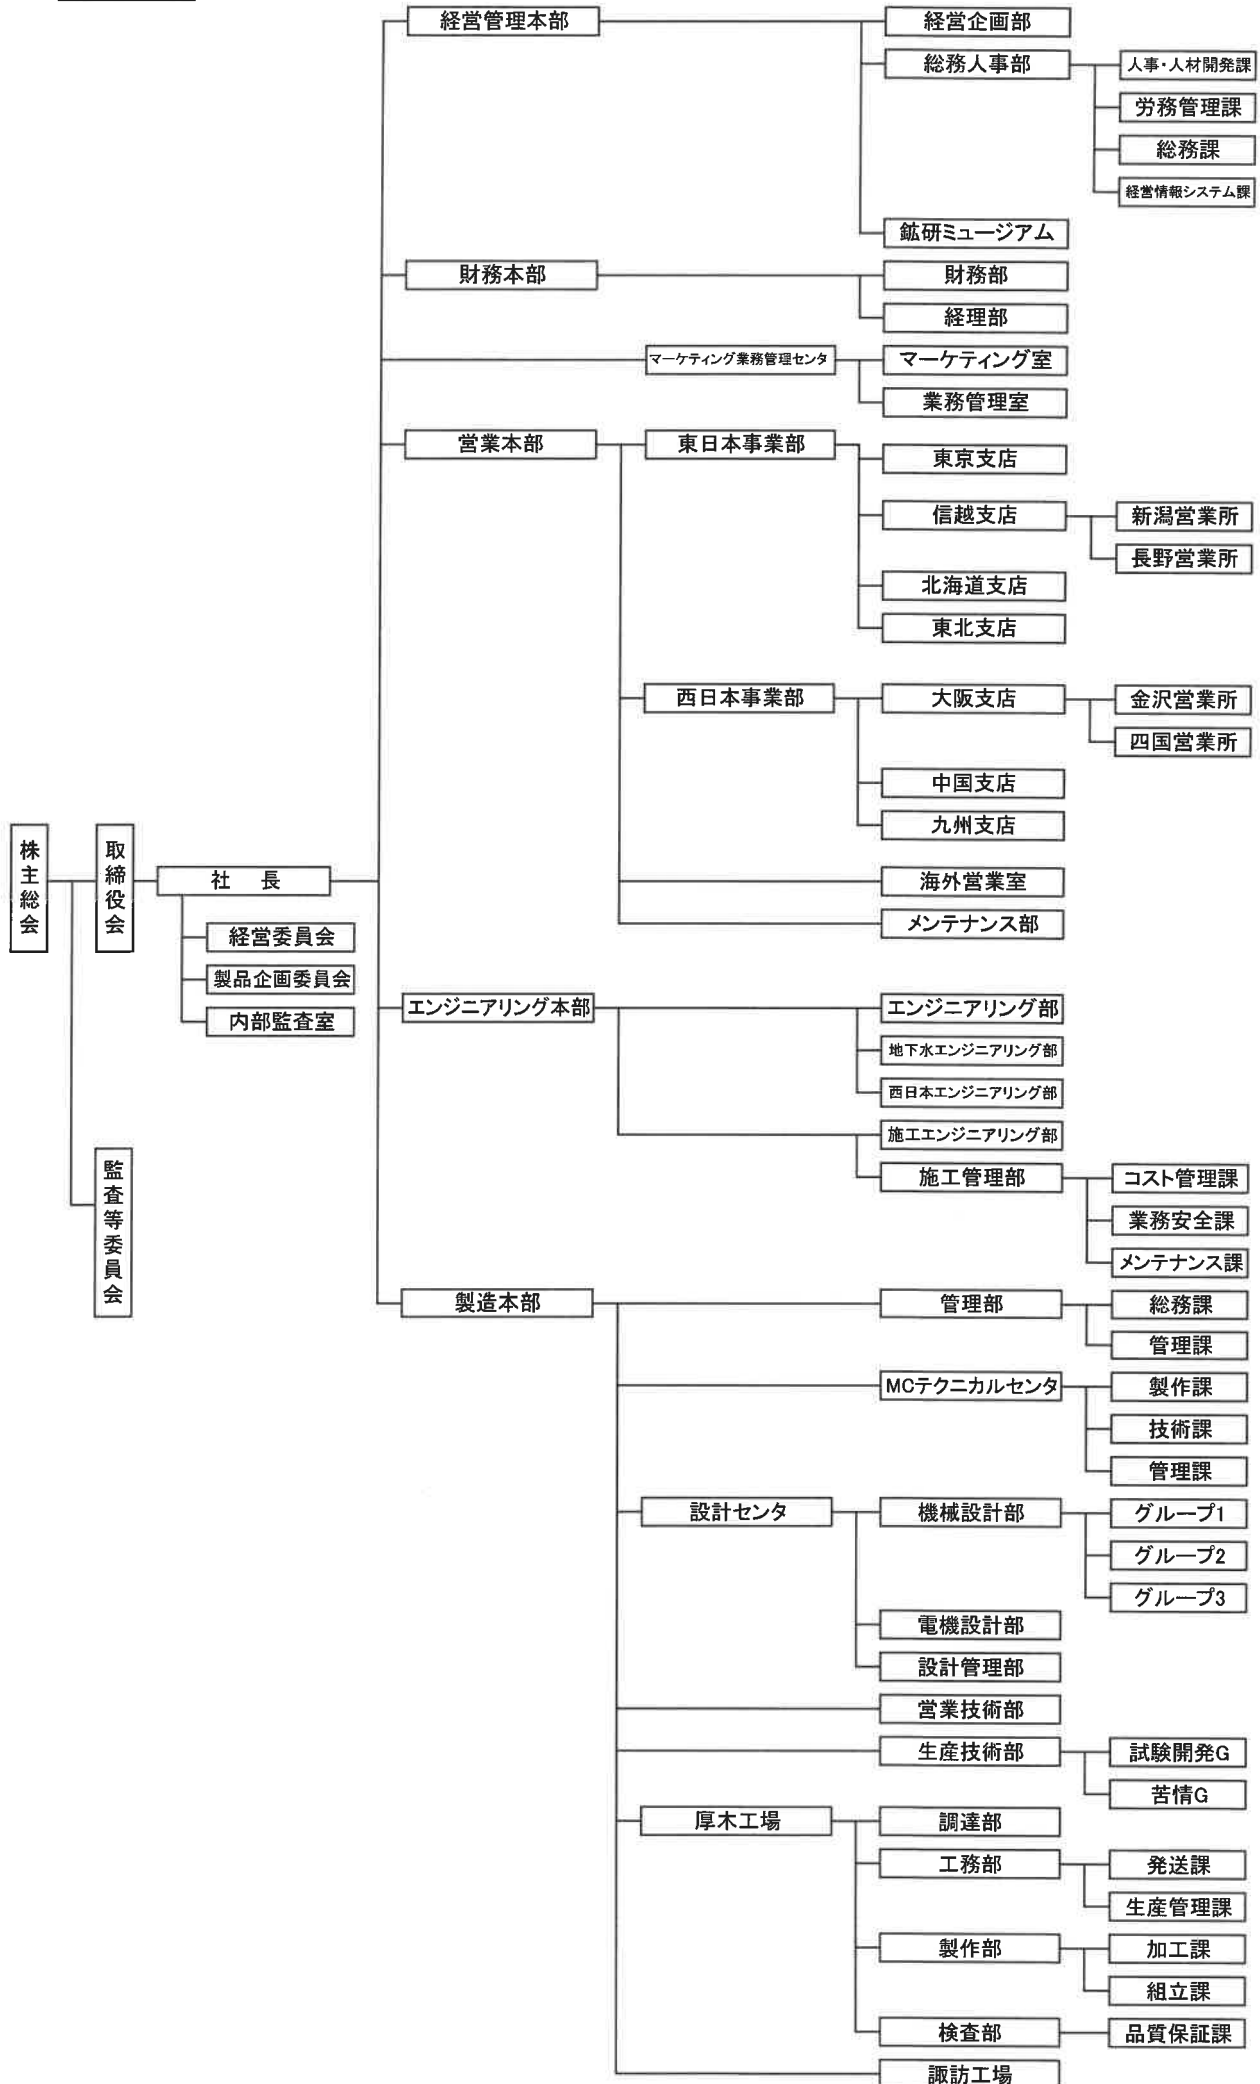 経営管理本部
経営企画部
総務人事部
人事・人材開発課
労務管理課
総務課
経営情報システム課
鉱研ミュージアム
財務本部
財務部
経理部
マーケティング業務管理センタ
マーケティング室
業務管理室
営業本部
東日本事業部
東京支店
信越支店
新潟営業所
長野営業所
北海道支店
東北支店
西日本事業部
大阪支店
金沢営業所
四国営業所
中国支店
九州支店
海外営業室
メンテナンス部
株主総会
取締役会
社　長
経営委員会
製品企画委員会
内部監査室
監査等委員会
エンジニアリング本部
エンジニアリング部
地下水エンジニアリング部
西日本エンジニアリング部
施工エンジニアリング部
施工管理部
コスト管理課
業務安全課
メンテナンス課
製造本部
管理部
総務課
管理課
MCテクニカルセンタ
製作課
技術課
管理課
設計センタ
機械設計部
グループ1
グループ2
グループ3
電機設計部
設計管理部
営業技術部
生産技術部
試験開発G
苦情G
厚木工場
調達部
工務部
発送課
生産管理課
製作部
加工課
組立課
検査部
品質保証課
諏訪工場